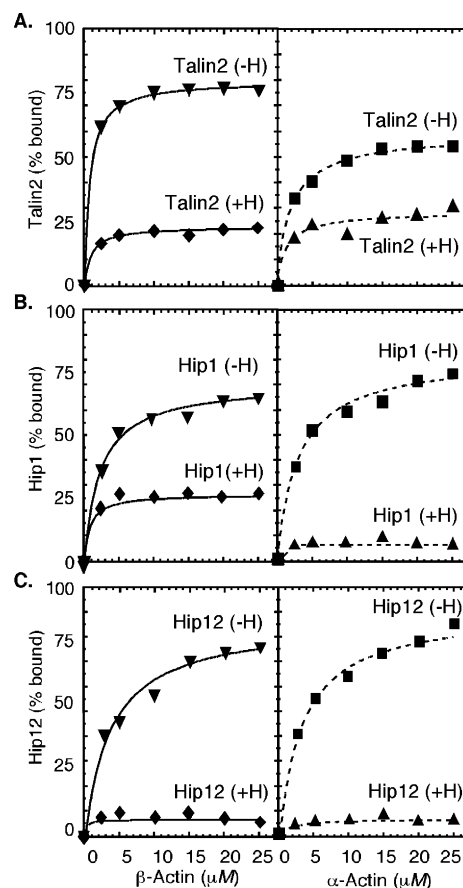 A.
100
75
50
25
0
Talin2 (% bound)
Talin2 (-H)
Talin2 (+H)
Talin2 (-H)
Talin2 (+H)
B.
100
75
50
25
0
Hip1 (% bound)
Hip1 (-H)
Hip1(+H)
Hip1 (-H)
Hip1 (+H)
C.
100
75
50
25
0
Hip12 (% bound)
Hip12 (-H)
Hip12 (+H)
Hip12 (-H)
Hip12 (+H)
0 5 10 15 20 25
0 5 10 15 20 25
β-Actin (μM)
α-Actin (μM)